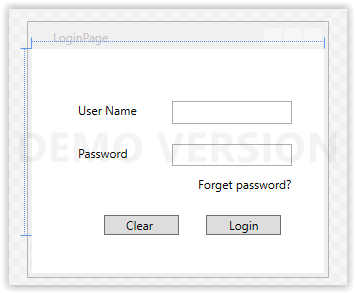 LoginPage
User Name
DEMO VERSION
Password
Forget password?
Clear
Login